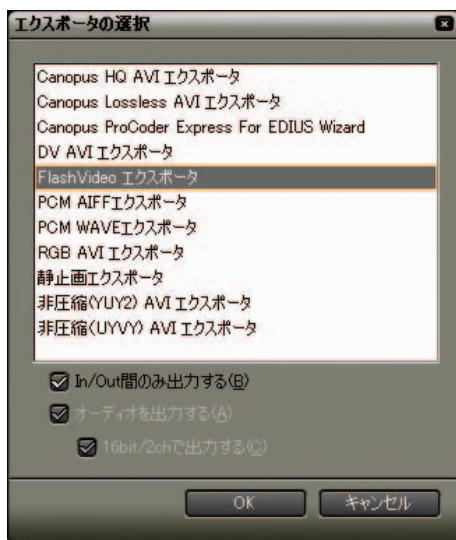 エクスポータの選択
Canopus HQ AVI エクスポータ
Canopus Lossless AVI エクスポータ
Canopus ProCoder Express For EDIUS Wizard
DV AVI エクスポータ
FlashVideo エクスポータ
PCM AIFFエクスポータ
PCM WAVEエクスポータ
RGB AVI エクスポータ
静止画エクスポータ
非圧縮(YUY2) AVI エクスポータ
非圧縮(UYVY) AVI エクスポータ
In/Out間のみ出力する(B)
オーディオを出力する(A)
16bit/2chで出力する(C)
OK キャンセル